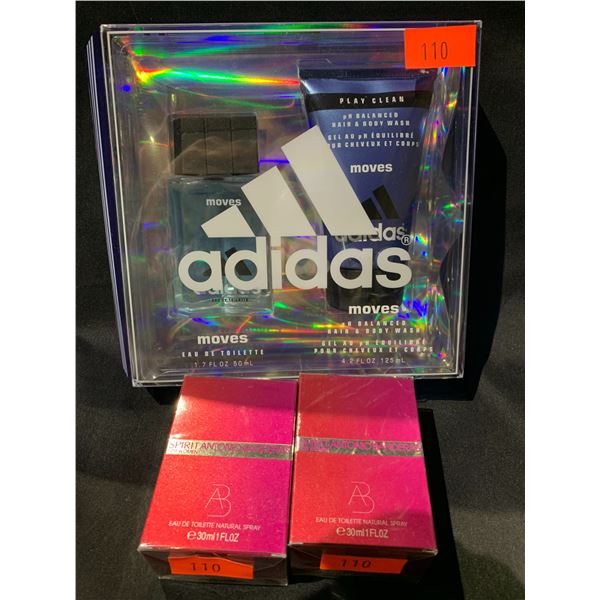 110
PLAY CLEAN
pH BALANCED
HAIR & BODY WASH
GEL AU pH ÉQUILIBRÉ
POUR CHEVEUX ET CORPS
moves
moves
adidas
adidas®
moves
EAU DE TOILETTE
1.7 FL OZ 50 mL
moves
pH BALANCED
HAIR & BODY WASH
GEL AU pH ÉQUILIBRÉ
POUR CHEVEUX ET CORPS
4.2 FL OZ 125 mL
SPIRIT ANTONIO
AB
EAU DE TOILETTE NATURAL SPRAY
e 30ml 1 FL.OZ
110
AB
EAU DE TOILETTE NATURAL SPRAY
e 30ml 1 FL.OZ
110